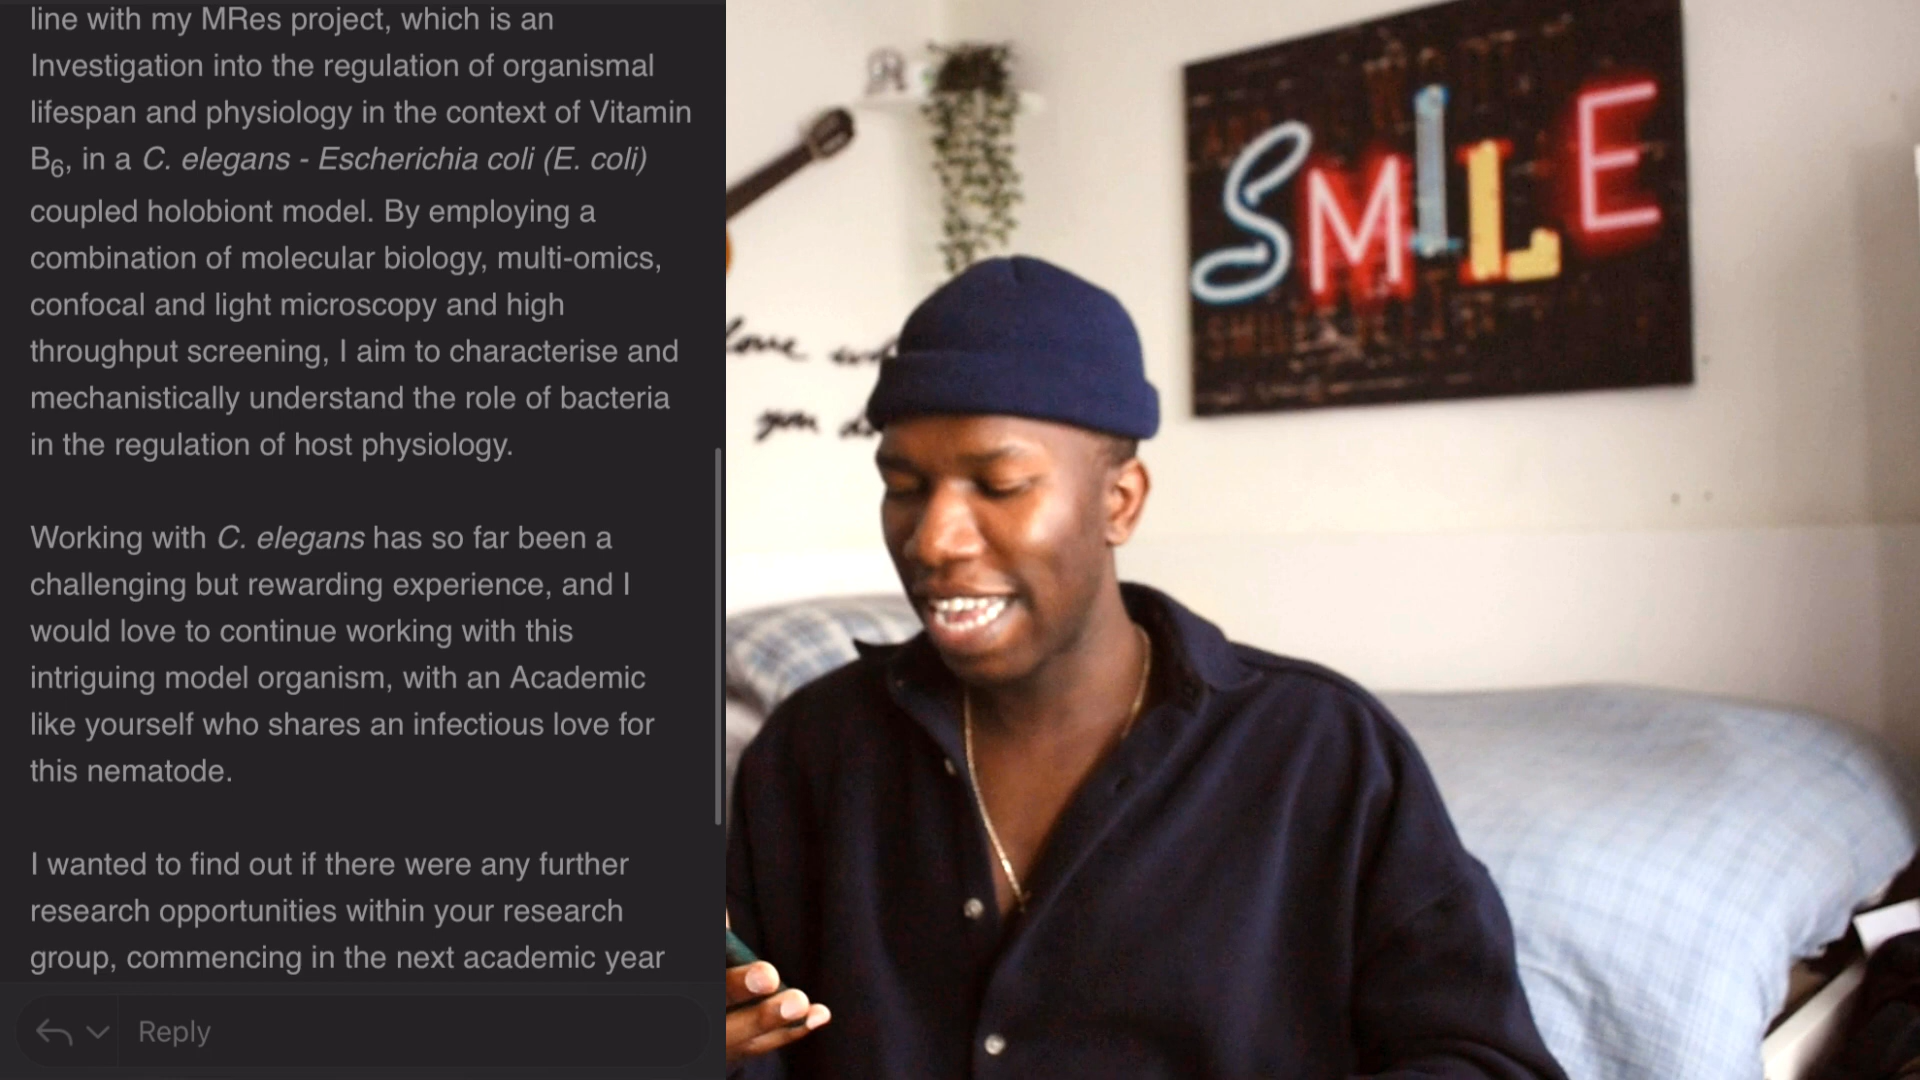 line with my MRes project, which is an
Investigation into the regulation of organismal
lifespan and physiology in the context of Vitamin
B₆, in a C. elegans - Escherichia coli (E. coli)
coupled holobiont model. By employing a
combination of molecular biology, multi-omics,
confocal and light microscopy and high
throughput screening, I aim to characterise and
mechanistically understand the role of bacteria
in the regulation of host physiology.
Working with C. elegans has so far been a
challenging but rewarding experience, and I
would love to continue working with this
intriguing model organism, with an Academic
like yourself who shares an infectious love for
this nematode.
I wanted to find out if there were any further
research opportunities within your research
group, commencing in the next academic year
Reply
SMILE
love
you